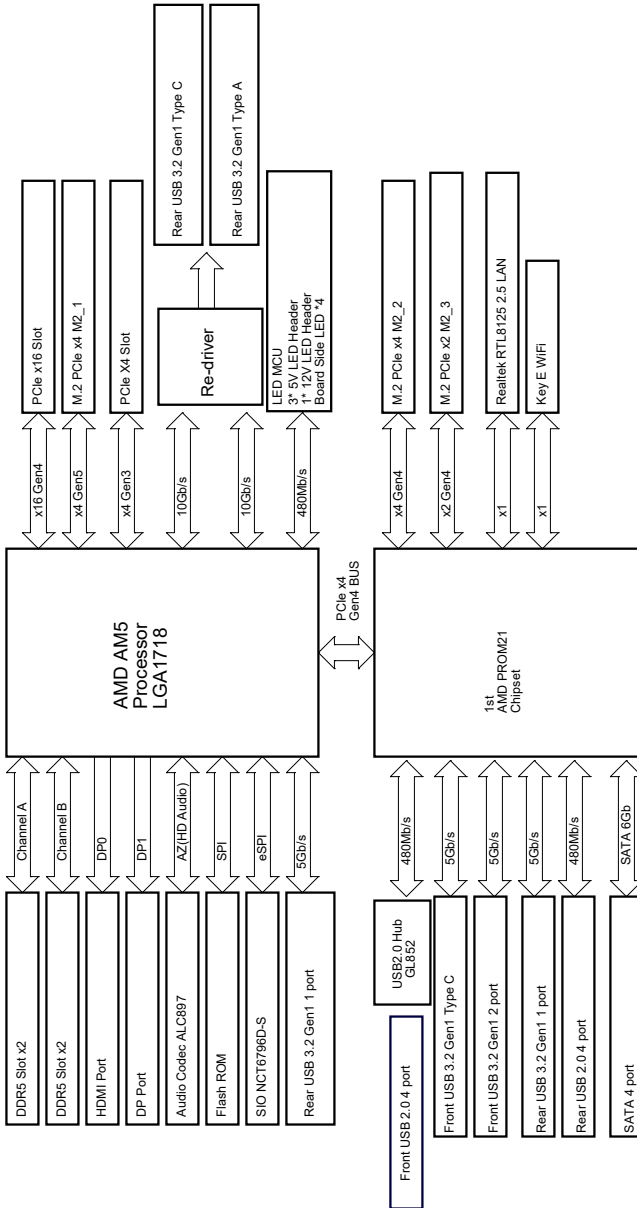 DDR5 Slot x2
Channel A
DDR5 Slot x2
Channel B
HDMI Port
DP0
DP Port
DP1
Audio Codec ALC897
AZ(HD Audio)
Flash ROM
SPI
SIO NCT6796D-S
eSPI
Rear USB 3.2 Gen1 1 port
5Gb/s
AMD AM5
Processor
LGA1718
x16 Gen4
PCIe x16 Slot
x4 Gen5
M.2 PCIe x4 M2_1
x4 Gen3
PCIe X4 Slot
10Gb/s
10Gb/s
Re-driver
Rear USB 3.2 Gen1 Type C
Rear USB 3.2 Gen1 Type A
480Mb/s
LED MCU
3* 5V LED Header
1* 12V LED Header
Board Side LED *4
PCIe x4
Gen4 BUS
Front USB 2.0 4 port
USB2.0 Hub
GL852
480Mb/s
Front USB 3.2 Gen1 Type C
5Gb/s
Front USB 3.2 Gen1 2 port
5Gb/s
Rear USB 3.2 Gen1 1 port
5Gb/s
Rear USB 2.0 4 port
480Mb/s
SATA 4 port
SATA 6Gb
1st
AMD PROM21
Chipset
x4 Gen4
M.2 PCIe x4 M2_2
x2 Gen4
M.2 PCIe x2 M2_3
x1
Realtek RTL8125 2.5 LAN
x1
Key E WiFi